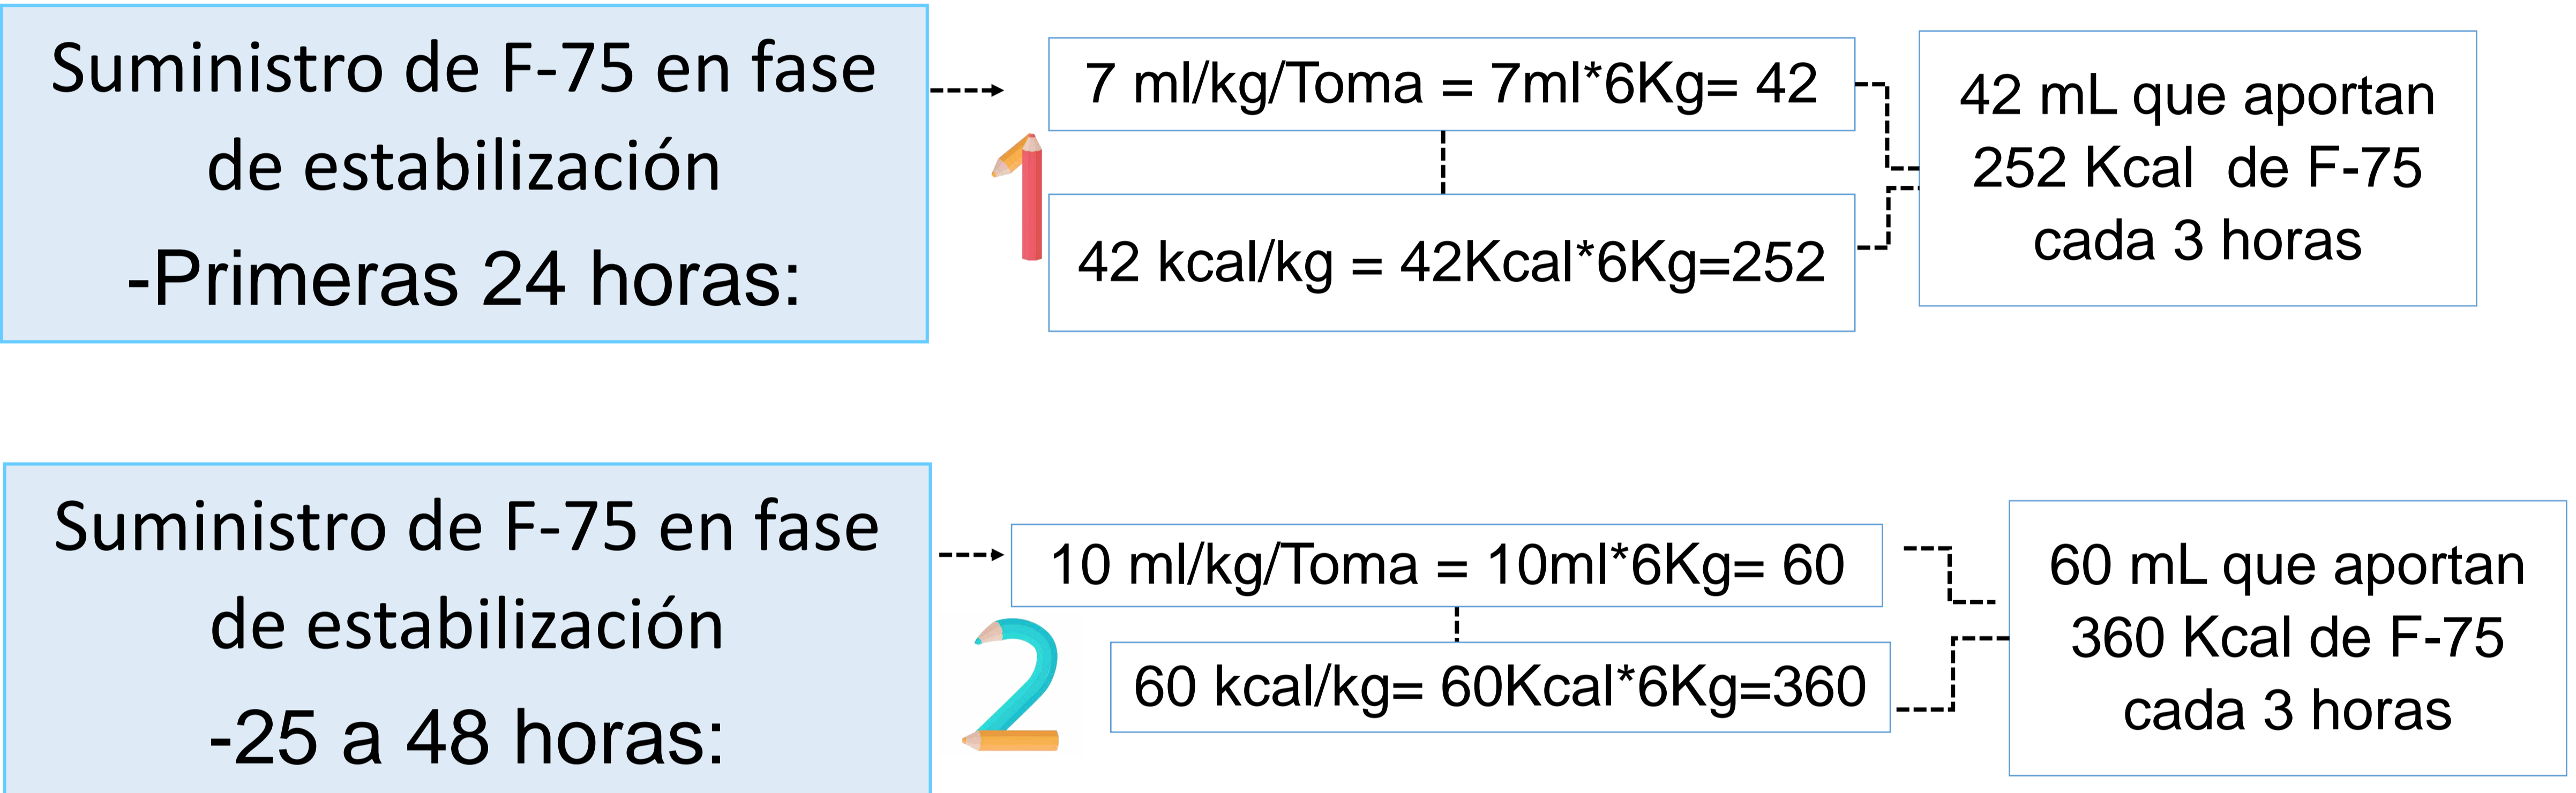 Suministro de F-75 en fase
de estabilización
-Primeras 24 horas:
7 ml/kg/Toma = 7ml*6Kg= 42
42 kcal/kg = 42Kcal*6Kg=252
42 mL que aportan
252 Kcal de F-75
cada 3 horas
1
Suministro de F-75 en fase
de estabilización
-25 a 48 horas:
10 ml/kg/Toma = 10ml*6Kg= 60
60 kcal/kg= 60Kcal*6Kg=360
60 mL que aportan
360 Kcal de F-75
cada 3 horas
2